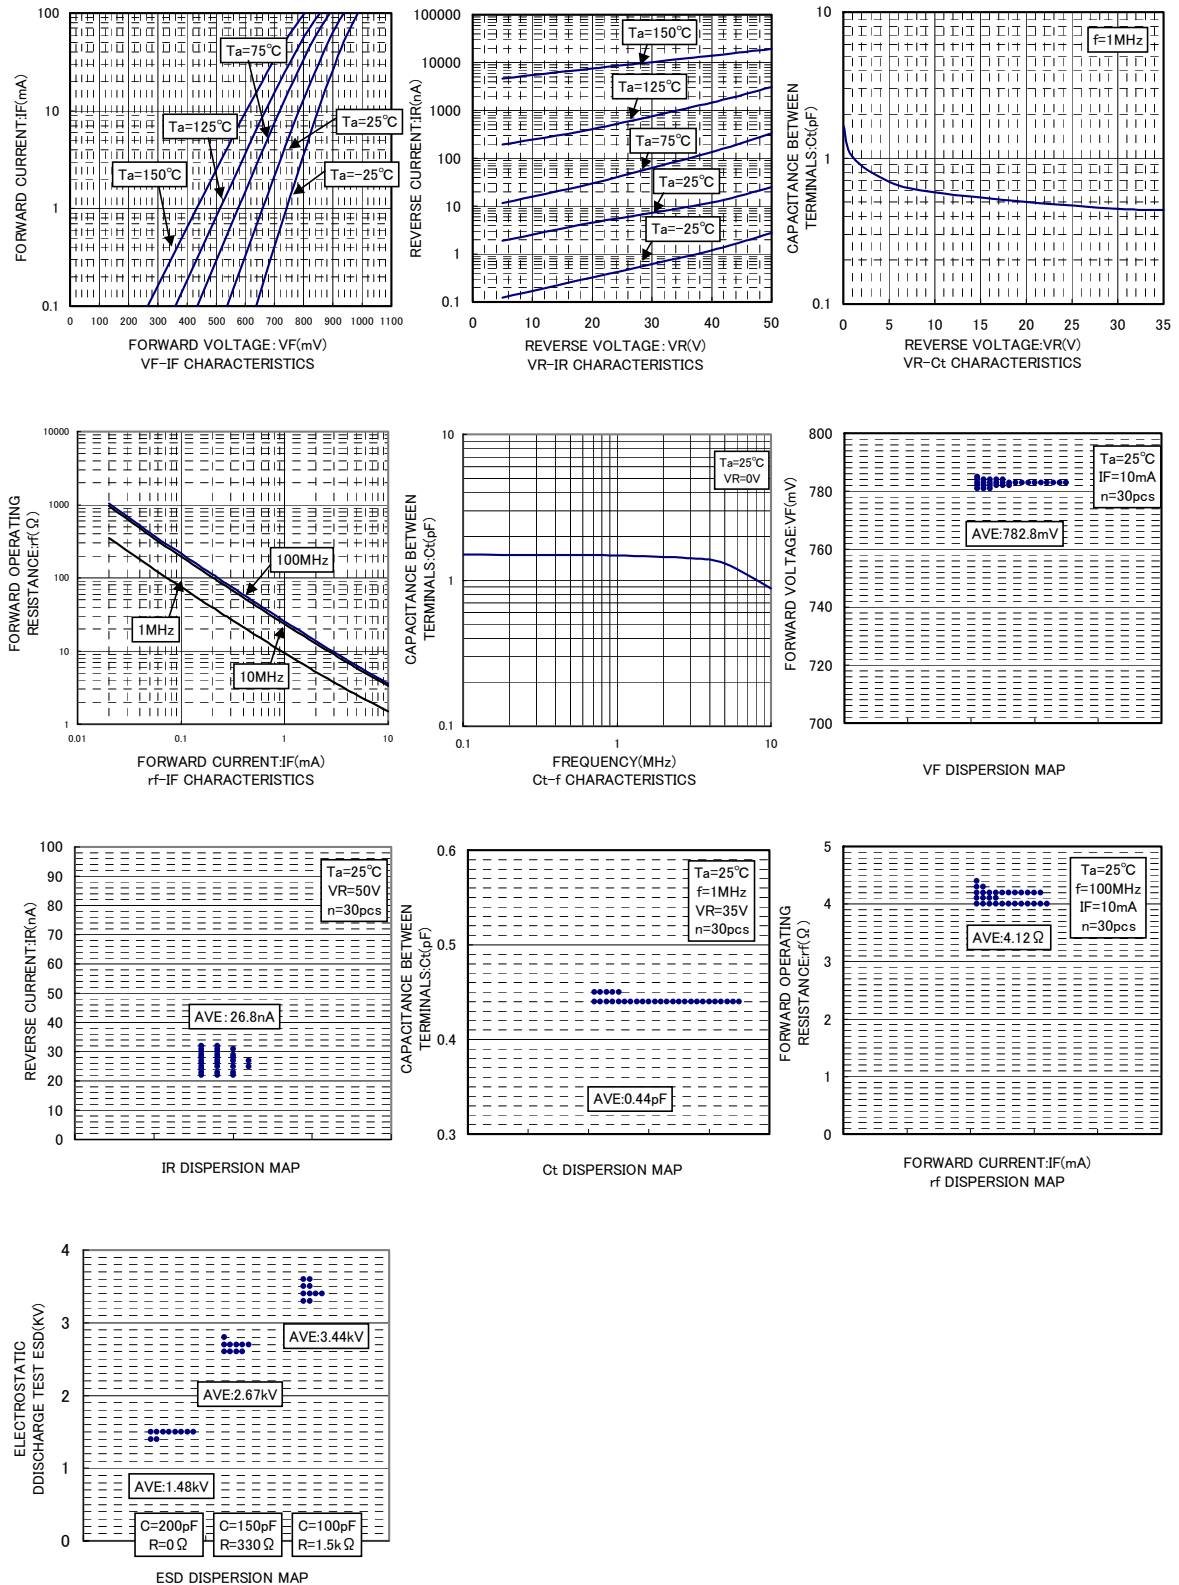 FORWARD CURRENT:IF(mA)
100
10
1
0.1
Ta=75℃
Ta=125℃
Ta=150℃
Ta=25℃
Ta=-25℃
0 100 200 300 400 500 600 700 800 900 1000 1100
FORWARD VOLTAGE:VF(mV)
VF-IF CHARACTERISTICS
REVERSE CURRENT:IR(nA)
100000
10000
1000
100
10
1
0.1
Ta=150℃
Ta=125℃
Ta=75℃
Ta=25℃
Ta=-25℃
0 10 20 30 40 50
REVERSE VOLTAGE:VR(V)
VR-IR CHARACTERISTICS
CAPACITANCE BETWEEN
TERMINALS:Ct(pF)
10
1
0.1
f=1MHz
0 5 10 15 20 25 30 35
REVERSE VOLTAGE:VR(V)
VR-Ct CHARACTERISTICS
FORWARD OPERATING
RESISTANCE:rf(Ω)
10000
1000
100
10
1
100MHz
1MHz
10MHz
0.01 0.1 1 10
FORWARD CURRENT:IF(mA)
rf-IF CHARACTERISTICS
CAPACITANCE BETWEEN
TERMINALS:Ct(pF)
10
1
0.1
Ta=25℃
VR=0V
0.1 1 10
FREQUENCY(MHz)
Ct-f CHARACTERISTICS
FORWARD VOLTAGE:VF(mV)
800
780
760
740
720
700
Ta=25℃
IF=10mA
n=30pcs
AVE:782.8mV
VF DISPERSION MAP
REVERSE CURRENT:IR(nA)
100
90
80
70
60
50
40
30
20
10
0
Ta=25℃
VR=50V
n=30pcs
AVE:26.8nA
IR DISPERSION MAP
CAPACITANCE BETWEEN
TERMINALS:Ct(pF)
0.6
0.5
0.4
0.3
Ta=25℃
f=1MHz
VR=35V
n=30pcs
AVE:0.44pF
Ct DISPERSION MAP
FORWARD OPERATING
RESISTANCE:rf(Ω)
5
4
3
2
1
0
Ta=25℃
f=100MHz
IF=10mA
n=30pcs
AVE:4.12Ω
FORWARD CURRENT:IF(mA)
rf DISPERSION MAP
ELECTROSTATIC
DDISCHARGE TEST ESD(KV)
4
3
2
1
0
AVE:3.44kV
AVE:2.67kV
AVE:1.48kV
C=200pF
R=0Ω
C=150pF
R=330Ω
C=100pF
R=1.5kΩ
ESD DISPERSION MAP